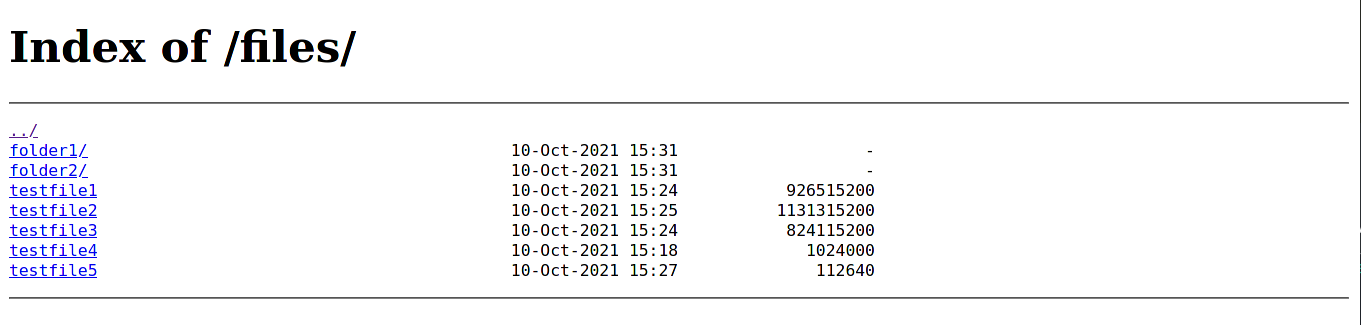 Index of /files/
../
folder1/ 10-Oct-2021 15:31 -
folder2/ 10-Oct-2021 15:31 -
testfile1 10-Oct-2021 15:24 926515200
testfile2 10-Oct-2021 15:25 1131315200
testfile3 10-Oct-2021 15:24 824115200
testfile4 10-Oct-2021 15:18 1024000
testfile5 10-Oct-2021 15:27 112640